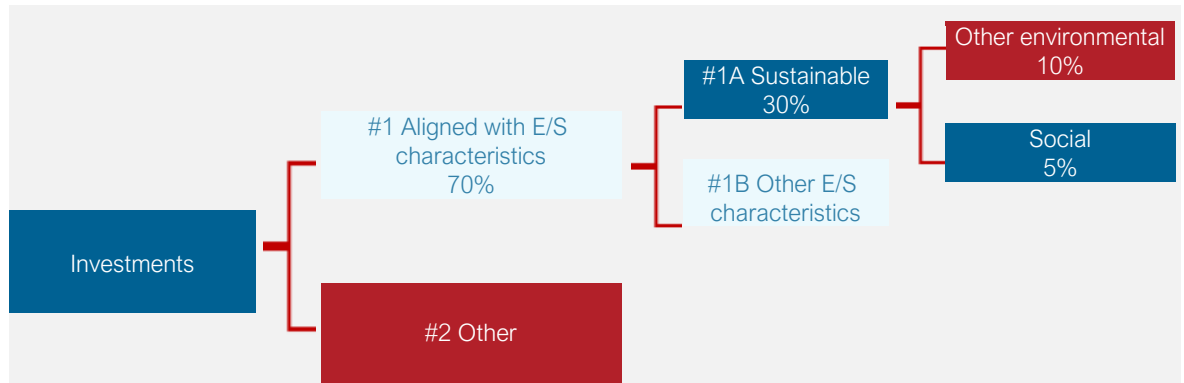 Investments
#1 Aligned with E/S
characteristics
70%
#2 Other
#1A Sustainable
30%
#1B Other E/S
characteristics
Other environmental
10%
Social
5%